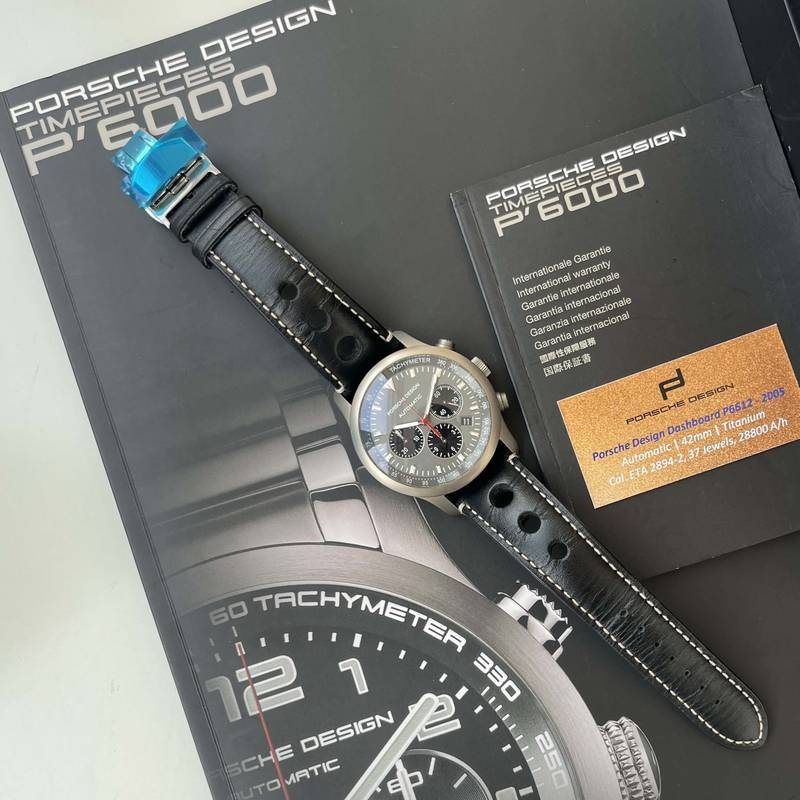 PORSCHE DESIGN
TIMEPIECES
P'6000
PORSCHE DESIGN
TIMEPIECES
P'6000
Internationale Garantie
International warranty
Garantie internationale
Garantía internacional
Garanzia internazionale
Garantia internacional
國際性保障服務
国際保証書
PORSCHE DESIGN
Porsche Design Dashboard P6612 - 2005
Automatic | 42mm | Titanium
Cal. ETA 2894-2, 37 Jewels, 28800 A/h
TACHYMETER
PORSCHE DESIGN
AUTOMATIC
60 TACHYMETER 330
250
12 1 2
SCHE DESIGN
AUTOMATIC
60